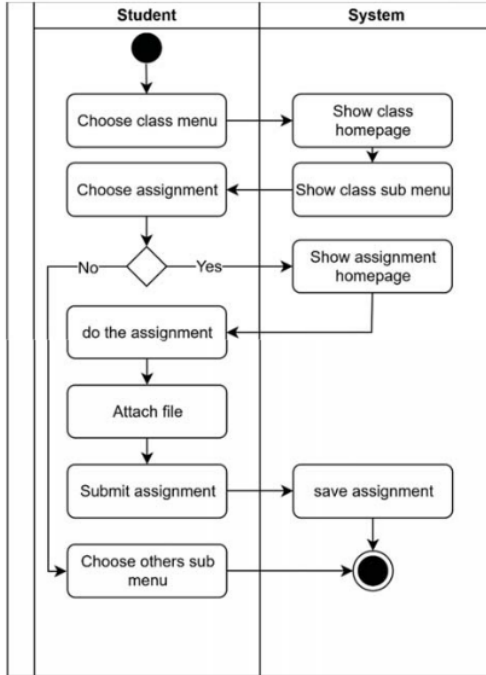 Student
System
Choose class menu
Show class
homepage
Choose assignment
Show class sub menu
No
Yes
Show assignment
homepage
do the assignment
Attach file
Submit assignment
save assignment
Choose others sub
menu